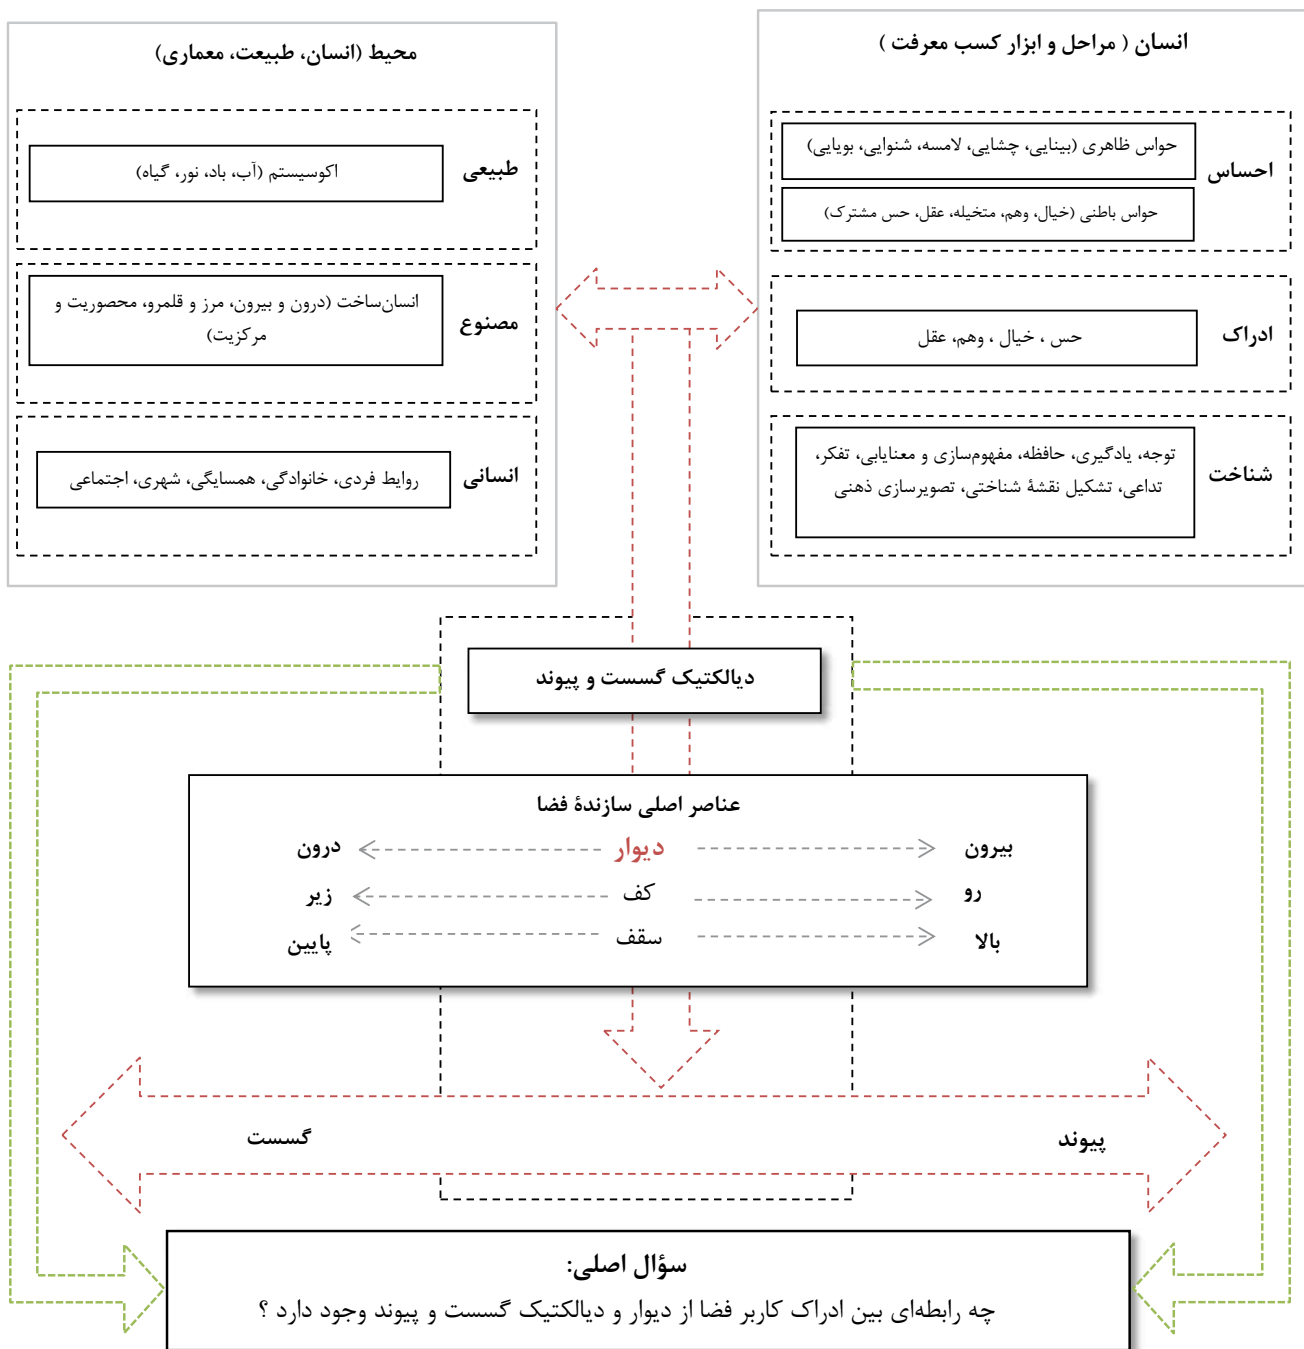 انسان ( مراحل و ابزار کسب معرفت )
احساس
حواس ظاهری (بینایی، چشایی، لامسه، شنوایی، بویایی)
حواس باطنی (خیال، وهم، متخیله، عقل، حس مشترک)
ادراک
حس ، خیال ، وهم، عقل
شناخت
توجه، یادگیری، حافظه، مفهوم‌سازی و معنایابی، تفکر،
تداعی، تشکیل نقشۀ شناختی، تصویرسازی ذهنی
محیط (انسان، طبیعت، معماری)
طبیعی
اکوسیستم (آب، باد، نور، گیاه)
مصنوع
انسان‌ساخت (درون و بیرون، مرز و قلمرو، محصوریت و
مرکزیت)
انسانی
روابط فردی، خانوادگی، همسایگی، شهری، اجتماعی
دیالکتیک گسست و پیوند
عناصر اصلی سازندۀ فضا
بیرون دیوار درون
رو کف زیر
بالا سقف پایین
پیوند گسست
سؤال اصلی:
چه رابطه‌ای بین ادراک کاربر فضا از دیوار و دیالکتیک گسست و پیوند وجود دارد ؟